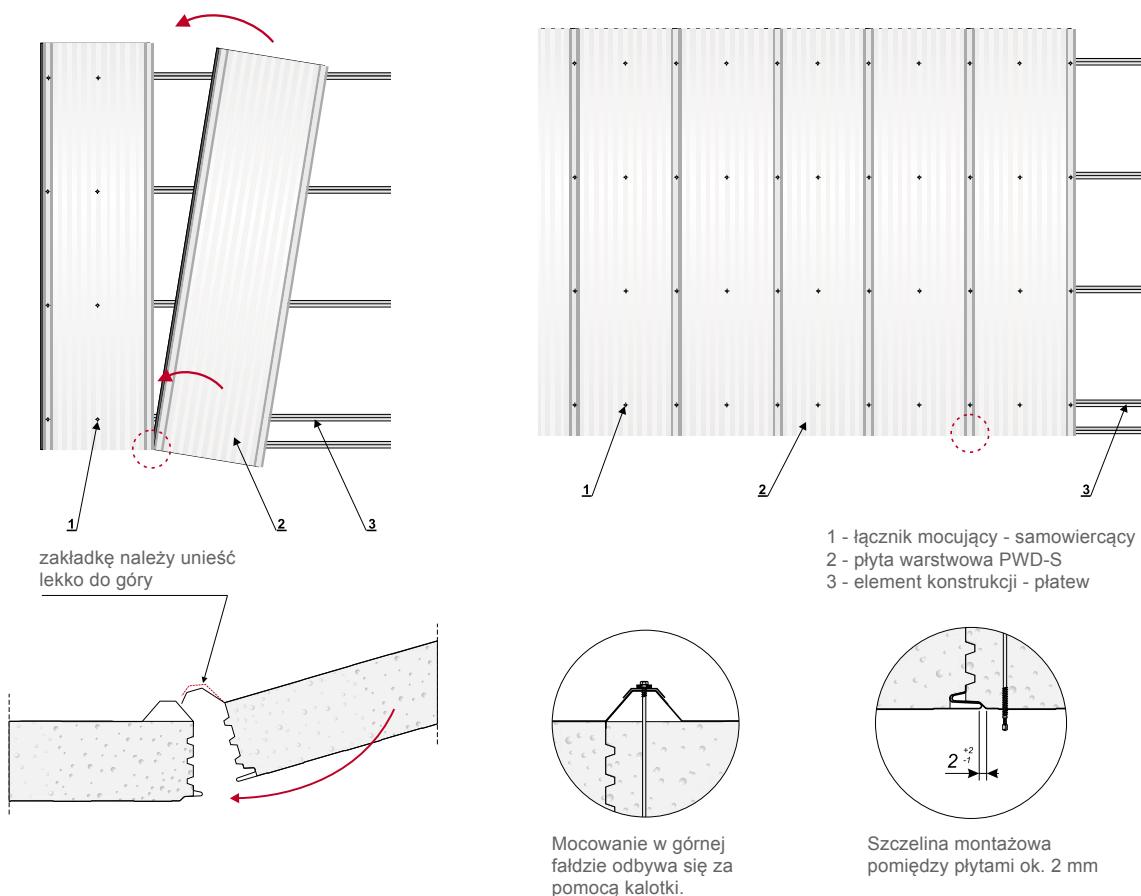 1
2
3
1
2
3
zakładkę należy unieść
lekko do góry
1 - łącznik mocujący - samowiercący
2 - płyta warstwowa PWD-S
3 - element konstrukcji - płatew
2 +2 -1
Mocowanie w górnej
fałdzie odbywa się za
pomocą kalotki.
Szczelina montażowa
pomiędzy płytami ok. 2 mm